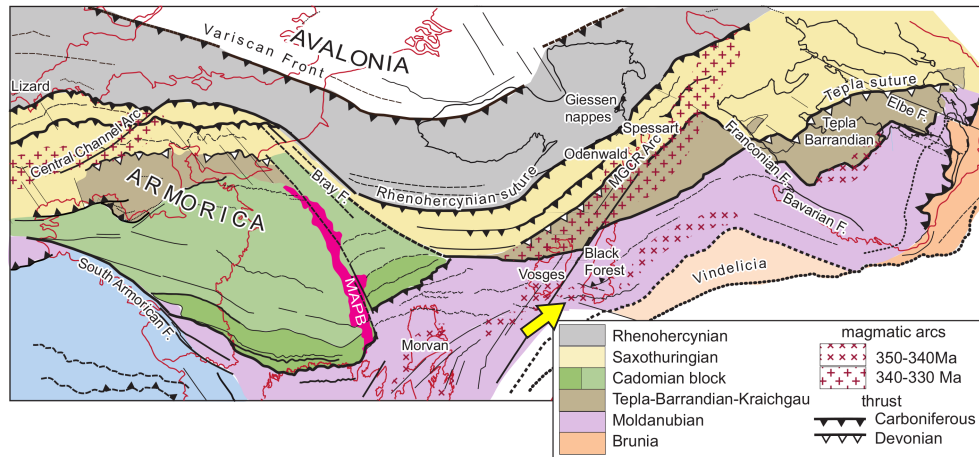 AVALONIA
Variscan Front
Lizard
Central Channel Arc
ARMORICA
Bray F.
Rhenohercynian suture
Giessen
nappes
Spessart
Odenwald
MGCR Arc
Franconian F.
Tepla suture
Elbe F.
Tepla
Barrandian
Bavarian F.
South Armorican F.
MAPB
Vosges
Black
Forest
Vindelicia
Morvan
Rhenohercynian
Saxothuringian
Cadomian block
Tepla-Barrandian-Kraichgau
Moldanubian
Brunia
magmatic arcs
350-340Ma
340-330 Ma
thrust
Carboniferous
Devonian